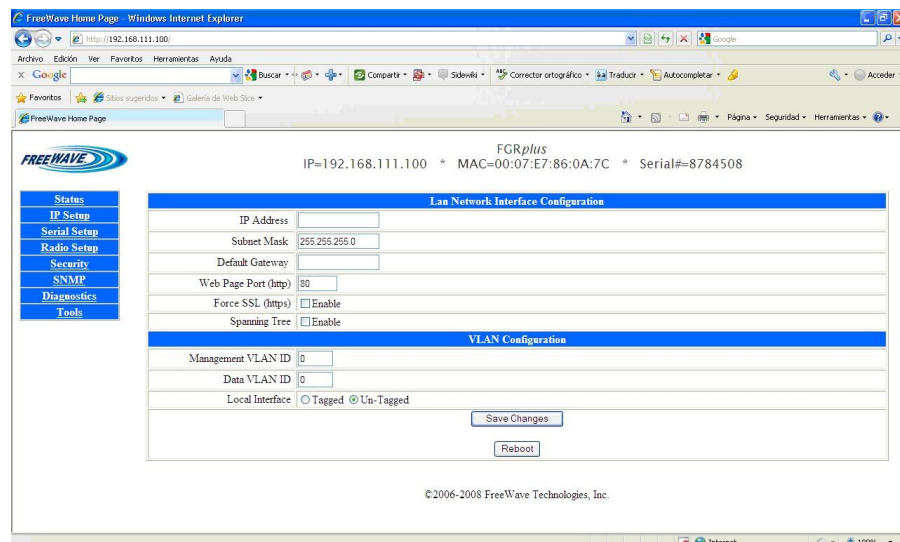 FreeWave Home Page - Windows Internet Explorer
http://192.168.111.100/
Google
Archivo Edición Ver Favoritos Herramientas Ayuda
x Google Buscar Compartir Sidewiki Corrector ortográfico Traducir Autocompletar Acceder
Favoritos Sitios sugeridos Galería de Web Slice
FreeWave Home Page Página Seguridad Herramientas
FREEWAVE
FGRplus
IP=192.168.111.100 * MAC=00:07:E7:86:0A:7C * Serial#=8784508
Status
IP Setup
Serial Setup
Radio Setup
Security
SNMP
Diagnostics
Tools
Lan Network Interface Configuration
IP Address
Subnet Mask 255.255.255.0
Default Gateway
Web Page Port (http) 80
Force SSL (https) Enable
Spanning Tree Enable
VLAN Configuration
Management VLAN ID 0
Data VLAN ID 0
Local Interface Tagged Un-Tagged
Save Changes
Reboot
©2006-2008 FreeWave Technologies, Inc.